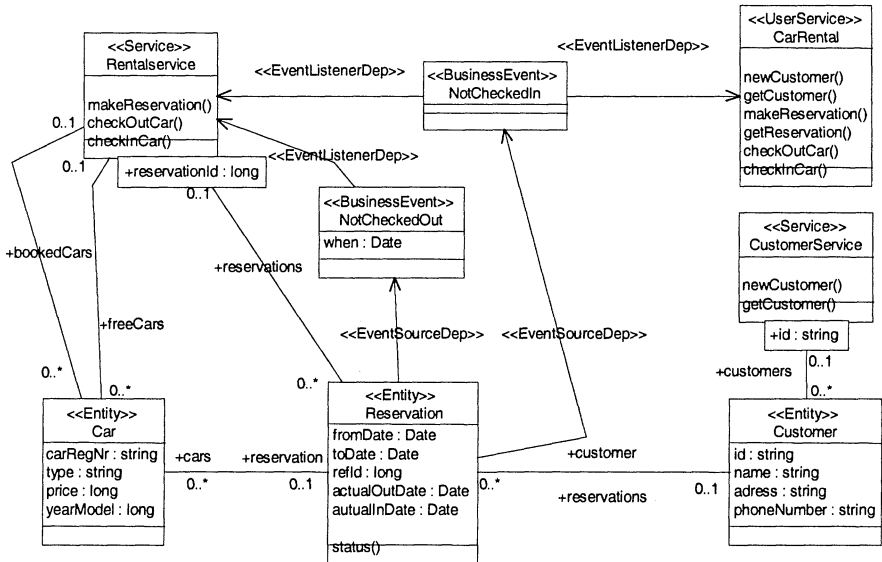 <<Service>>
Rentalservice
makeReservation()
checkOutCar()
checkInCar()
+reservationId : long
<<EventListenerDep>>
<<BusinessEvent>>
NotCheckedIn
<<EventListenerDep>>
<<UserService>>
CarRental
newCustomer()
getCustomer()
makeReservation()
getReservation()
checkOutCar()
checkInCar()
0..1
0..1
0..1
<<EventListenerDep>>
<<BusinessEvent>>
NotCheckedOut
when : Date
<<Service>>
CustomerService
newCustomer()
getCustomer()
+id : string
+bookedCars
+reservations
+freeCars
<<EventSourceDep>>
<<EventSourceDep>>
0..1
+customers
0..*
0..*
0..*
0..*
<<Entity>>
Car
carRegNr : string
type : string
price : long
yearModel : long
+cars
+reservation
0..*
0..1
<<Entity>>
Reservation
fromDate : Date
toDate : Date
refId : long
actualOutDate : Date
autualInDate : Date
status()
+customer
0..*
+reservations
0..1
<<Entity>>
Customer
id : string
name : string
adress : string
phoneNumber : string